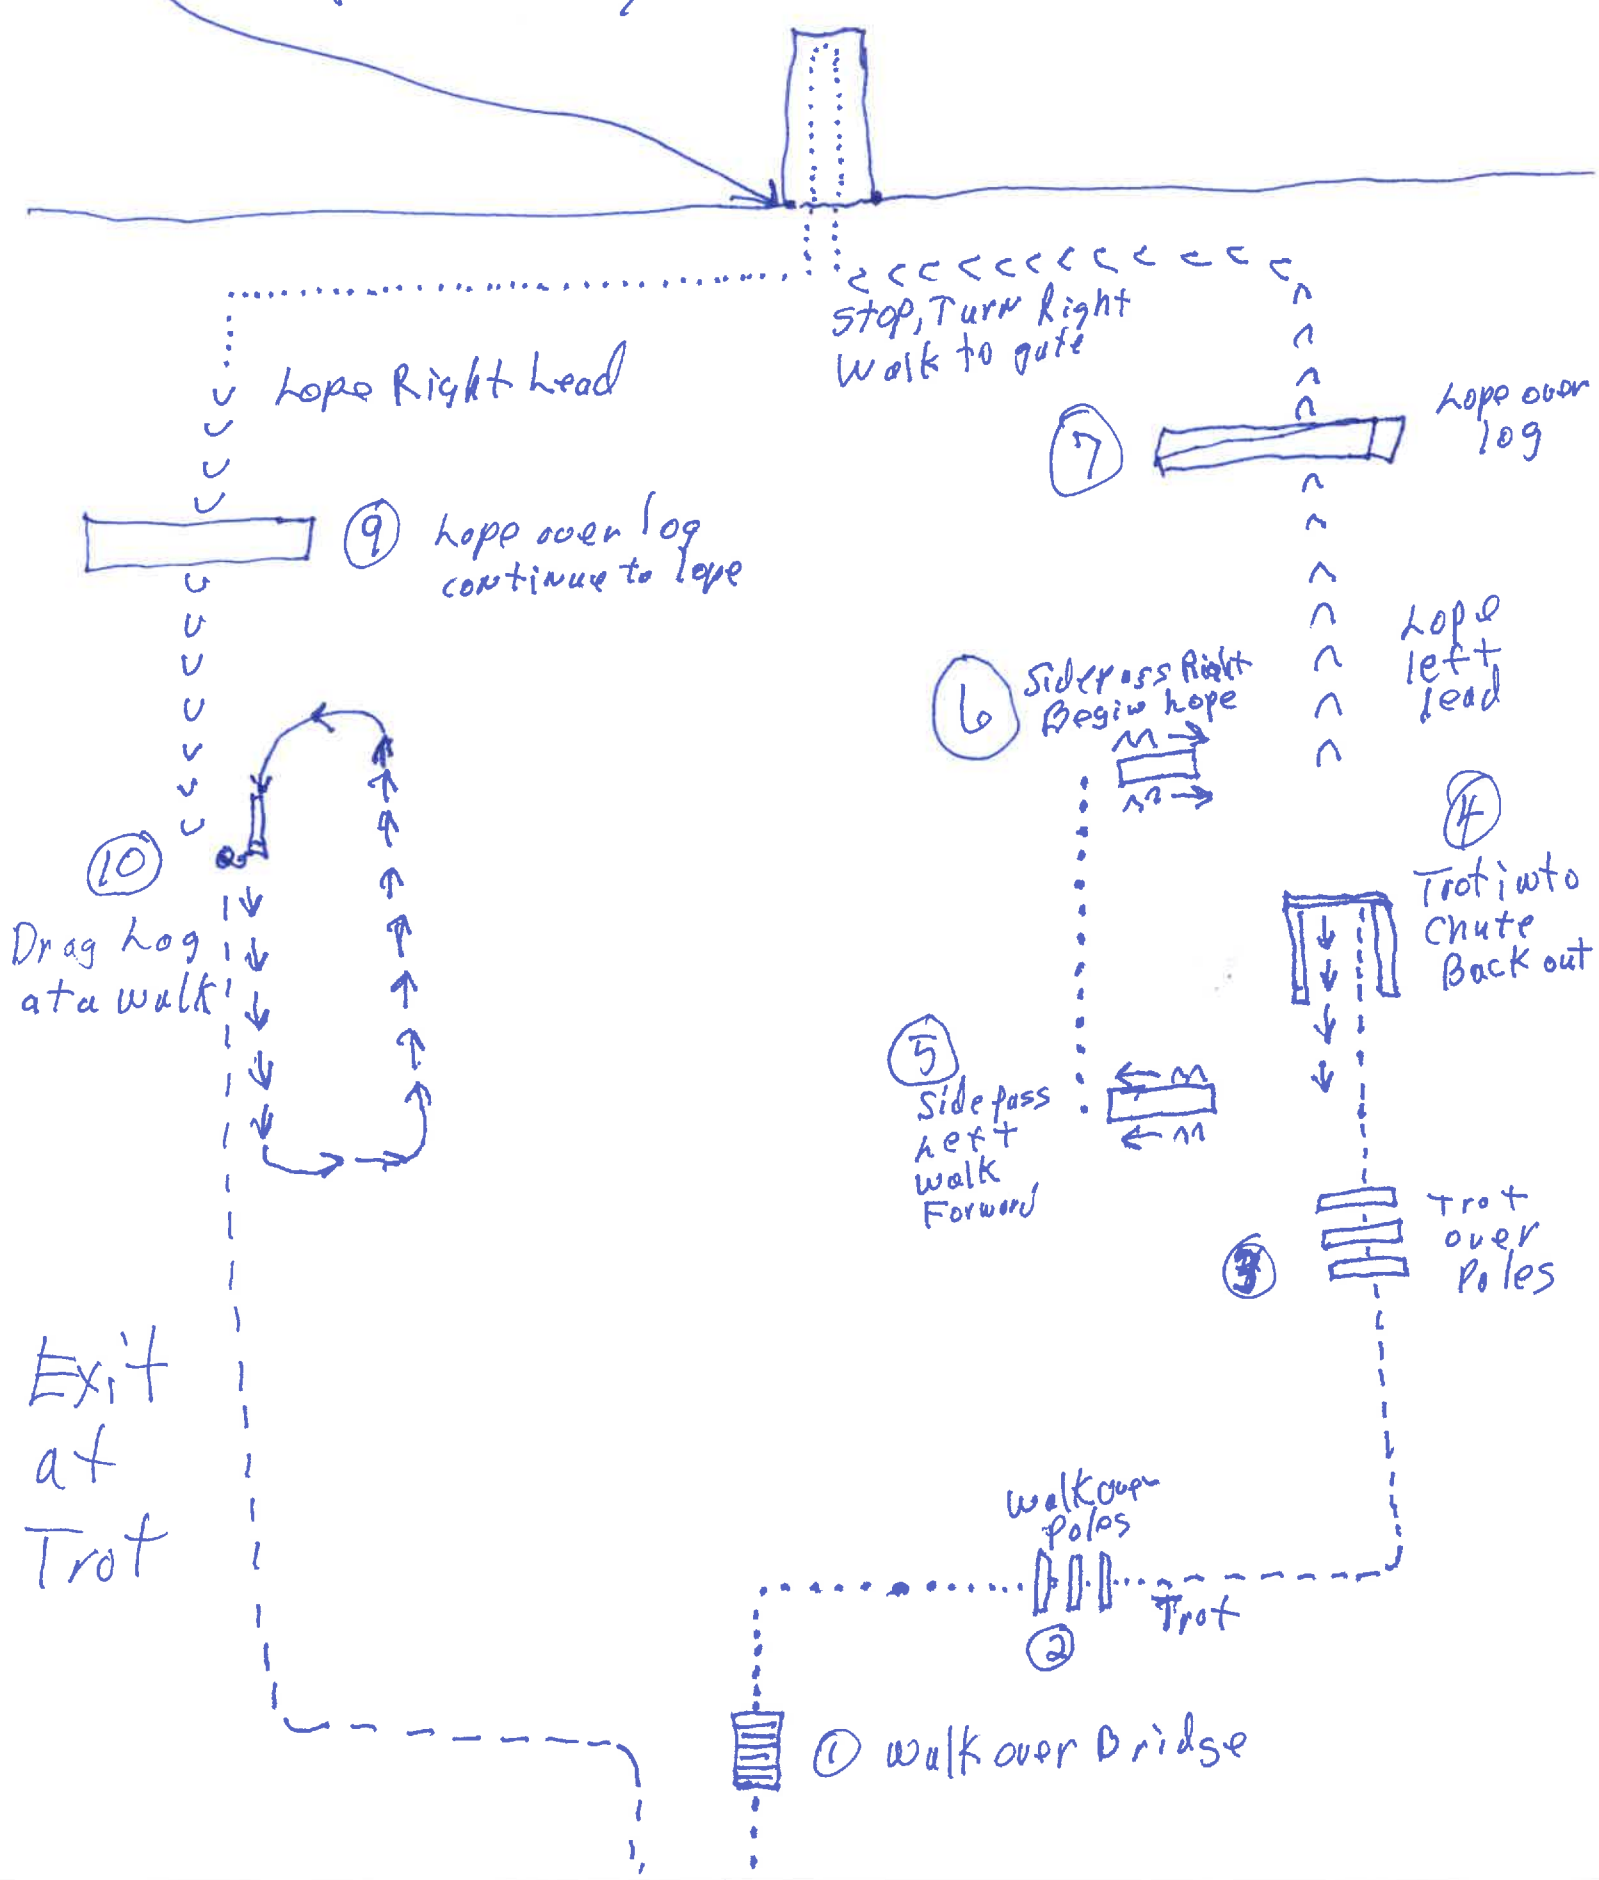 Stop, Turn Right
Walk to gate
Lope Right Lead
7
Lope over
log
9
Lope over log
continue to lope
Lope
left
lead
6
Sidepass Right
Begin Lope
4
Trot into
Chute
Back out
10
Drag Log
at a walk
5
Side pass
Left
Walk
Forword
3
Trot
over
Poles
Exit
at
Trot
Walk over
Poles
Trot
2
1 Walk over Bridge